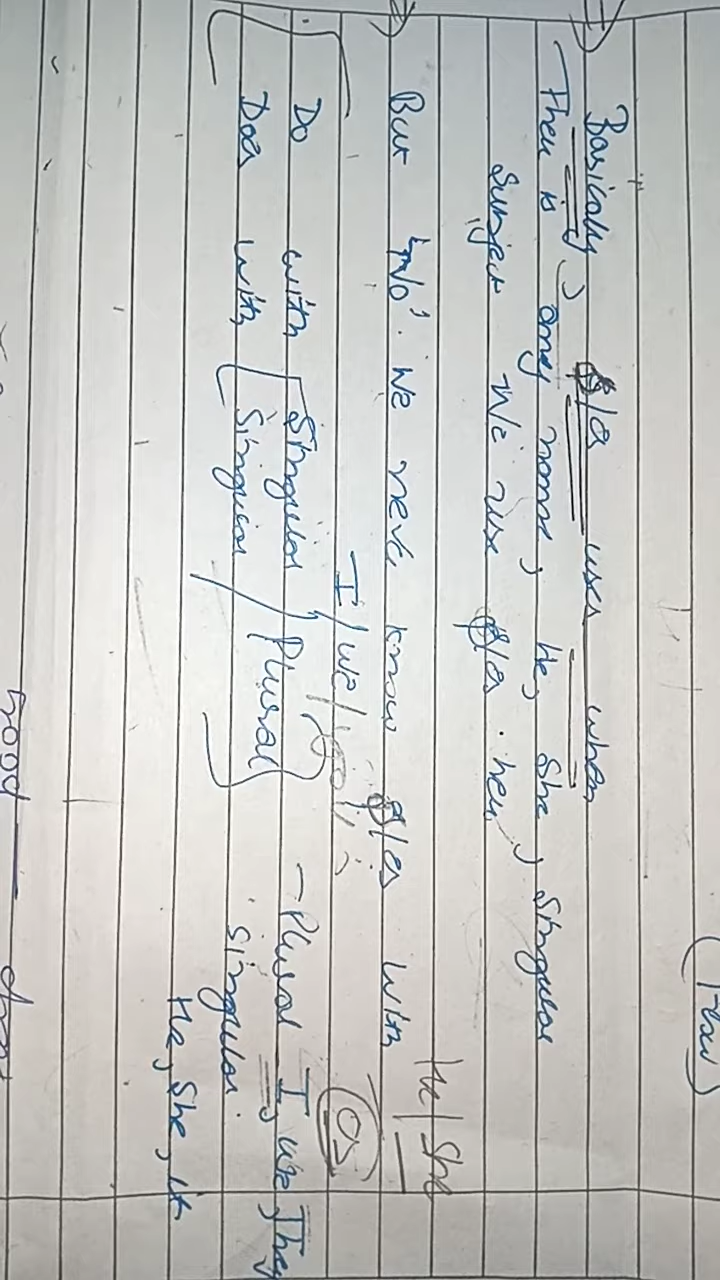 Basically, s/es uses when
There is any name, He, She, singular
subject we use s/es. here
He/She
But "No". We never know s/es with
I/we/you
Do with Singular/Plural - Plural I, we, They
Does with Singular singular.
He, She, it
Good